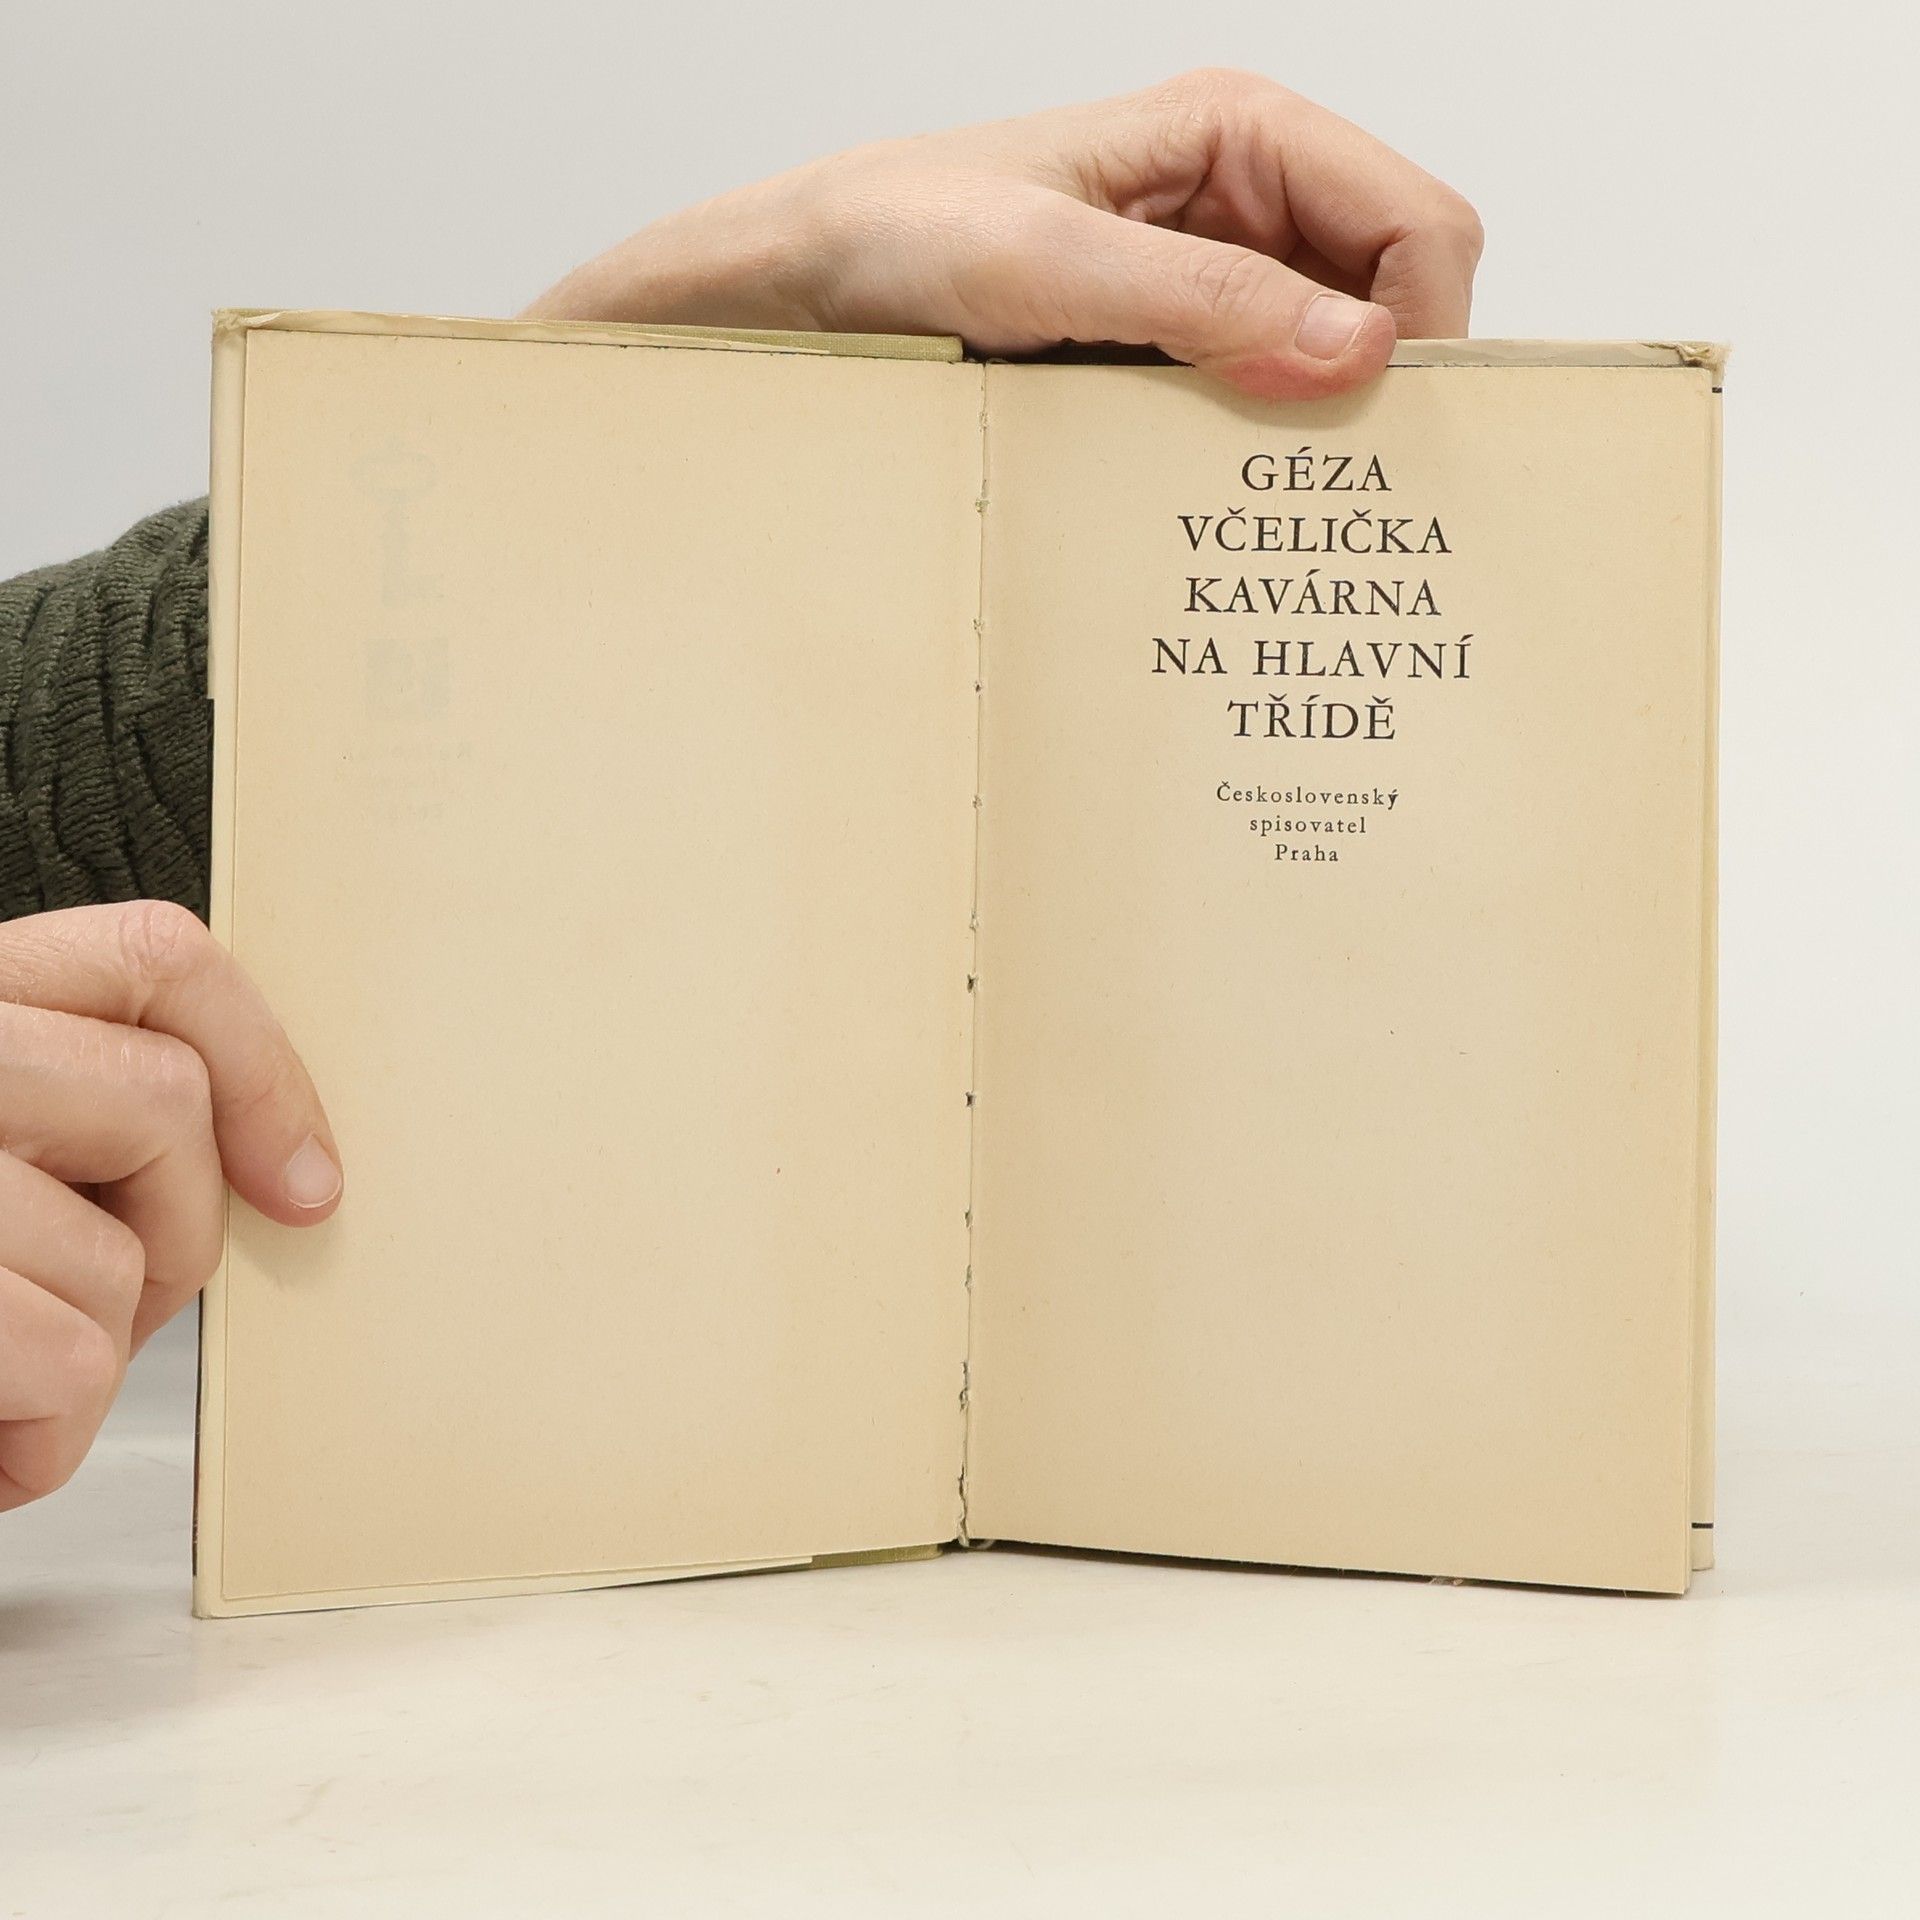 GÉZA
VČELIČKA
KAVÁRNA
NA HLAVNÍ
TŘÍDĚ
Československý
spisovatel
Praha